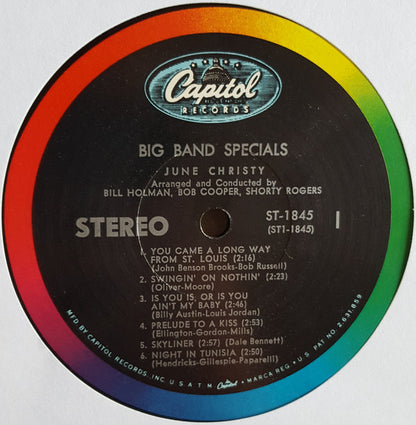 Capitol
RECORDS
BIG BAND SPECIALS
JUNE CHRISTY
Arranged and Conducted by
BILL HOLMAN, BOB COOPER, SHORTY ROGERS
STEREO
ST-1845
(ST1-1845)
1
1. YOU CAME A LONG WAY
FROM ST. LOUIS (2:16)
(John Benson Brooks-Bob Russell)
2. SWINGIN' ON NOTHIN' (2:23)
(Oliver-Moore)
3. IS YOU IS, OR IS YOU
AIN'T MY BABY (2:46)
(Billy Austin-Louis Jordan)
4. PRELUDE TO A KISS (2:53)
(Ellington-Gordon-Mills)
5. SKYLINER (2:57) (Dale Bennett)
6. NIGHT IN TUNISIA (2:50)
(Hendricks-Gillespie-Paparelli)
MFD. BY CAPITOL RECORDS, INC. U.S.A. T.M. Capitol MARCA REG. • U.S. PAT. NO. 2,631,859